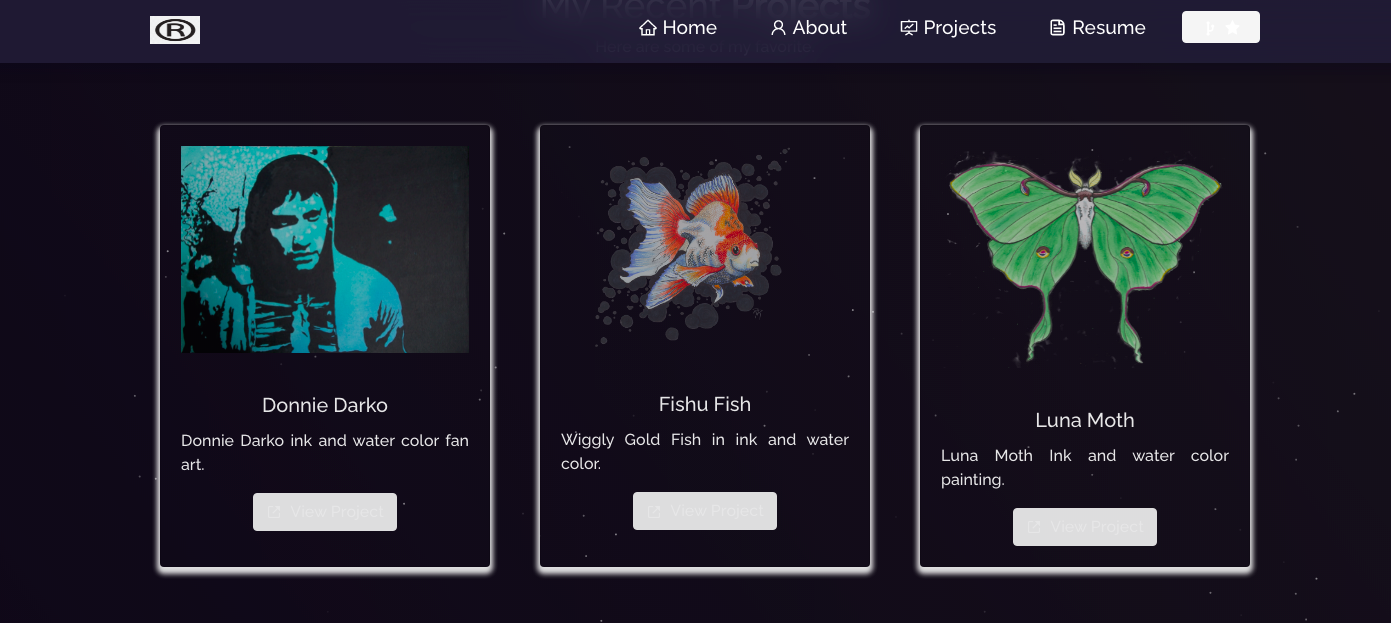 My Recent Projects
® Home About Projects Resume
Here are some of my favorite.
Donnie Darko
Donnie Darko ink and water color fan
art.
View Project
Fishu Fish
Wiggly Gold Fish in ink and water
color.
View Project
Luna Moth
Luna Moth Ink and water color
painting.
View Project